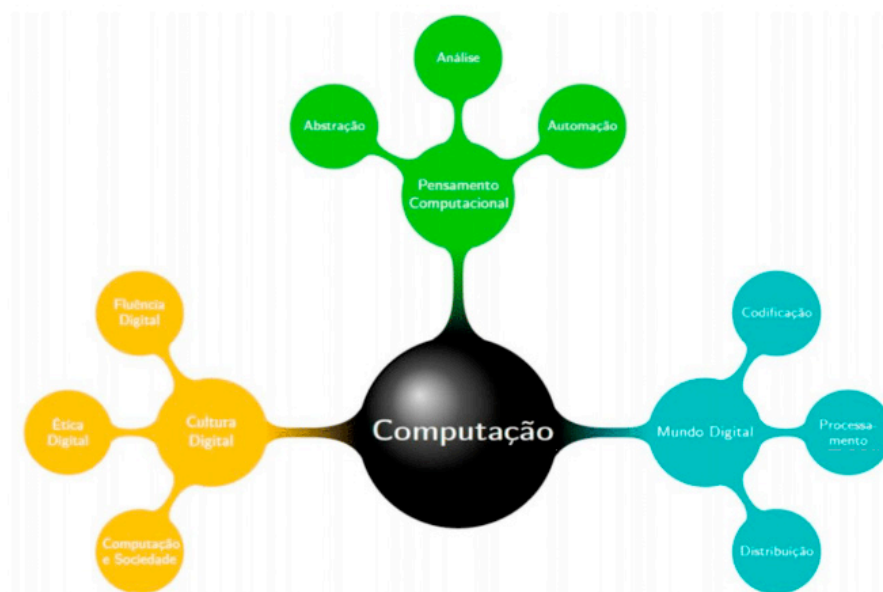 Análise
Abstração
Automação
Pensamento
Computacional
Fluência
Digital
Codificação
Ética
Digital
Cultura
Digital
Computação
Mundo Digital
Processa-
mento
Computação
e Sociedade
Distribuição